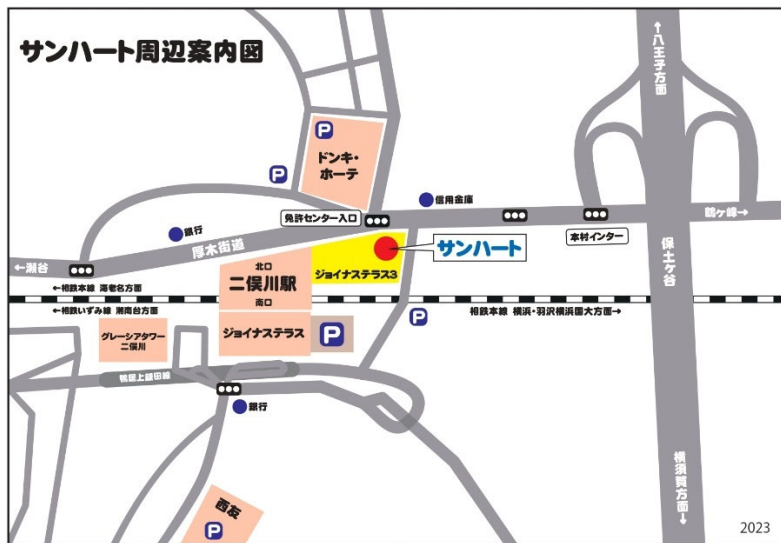 サンハート周辺案内図
↑八王子方面
P
ドンキ・
ホーテ
P
信用金庫
免許センター入口
銀行
厚木街道
本村インター
鶴ヶ峰→
サンハート
←瀬谷
北口
二俣川駅
南口
ジョイナステラス3
保土ヶ谷
←相鉄本線 海老名方面
←相鉄いずみ線 湘南台方面
相鉄本線 横浜・羽沢横浜国大方面→
グレーシアタワー
二俣川
ジョイナステラス
P
P
鴨居上飯田線
銀行
横須賀方面→
西友
P
2023